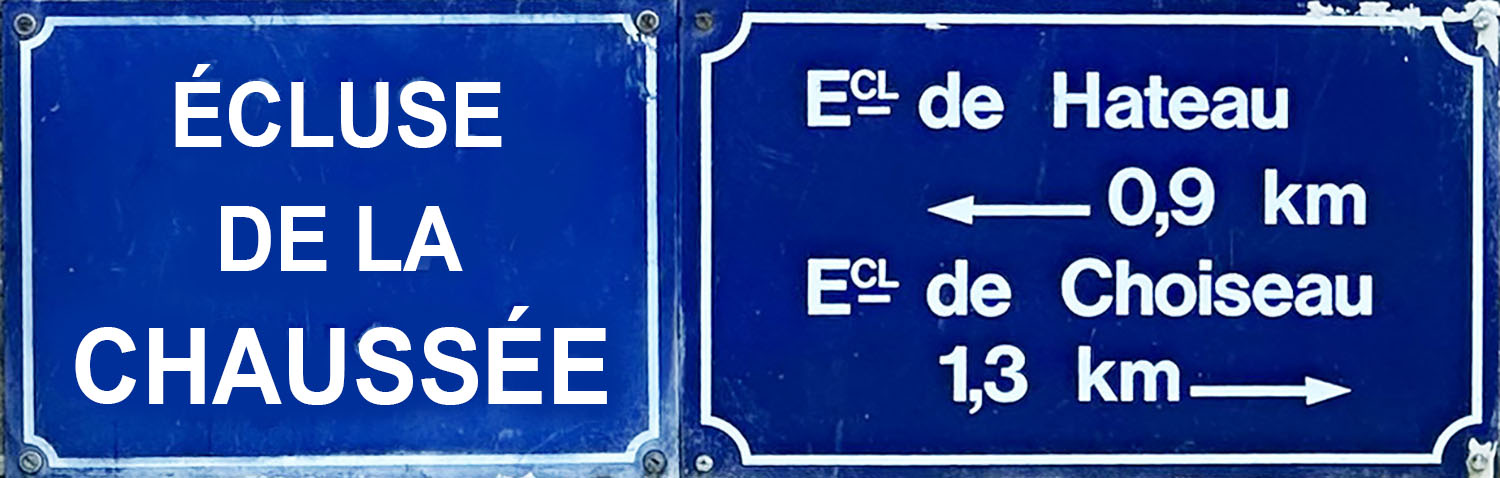 ÉCLUSE
DE LA
CHAUSSÉE
ECL de Hateau
0,9 km
ECL de Choiseau
1,3 km